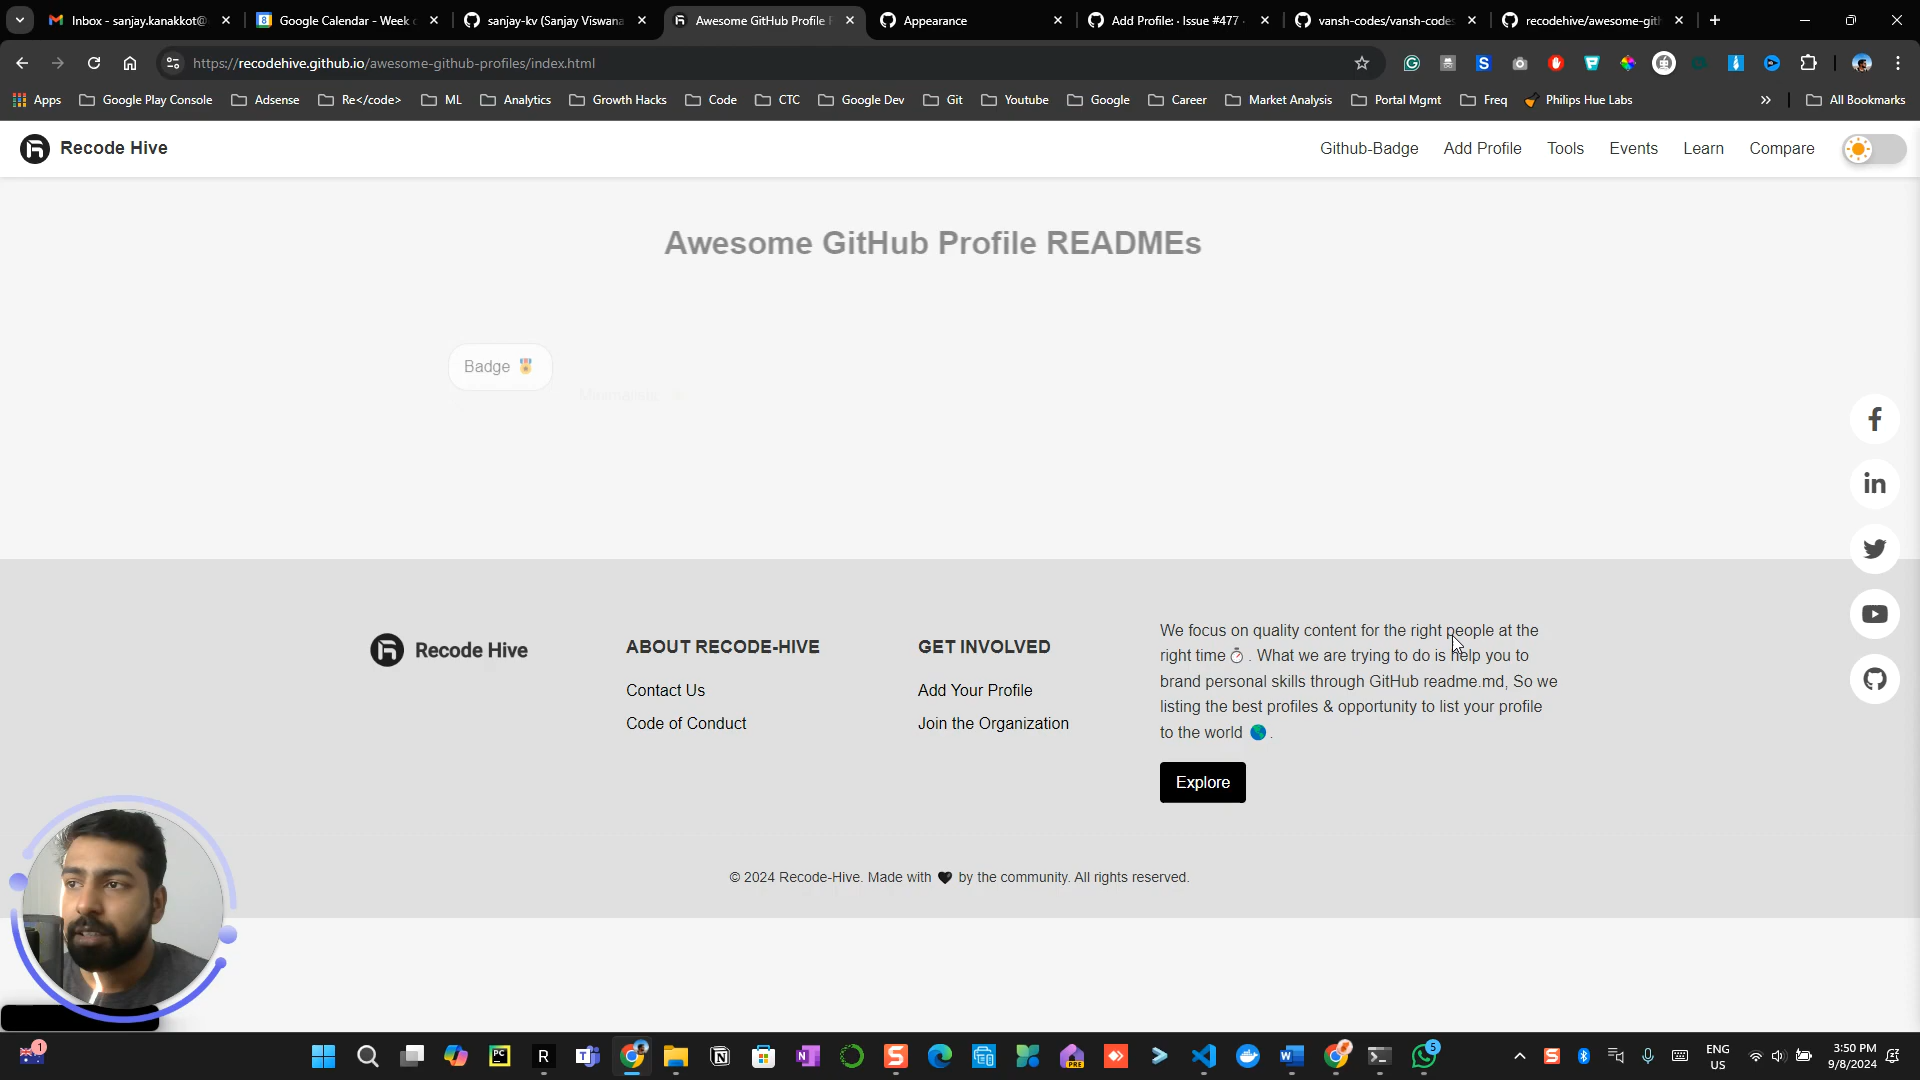 Inbox - sanjay.kanakkot@
Google Calendar - Week
sanjay-kv (Sanjay Viswana
Awesome GitHub Profile
Appearance
Add Profile: · Issue #477
vansh-codes/vansh-codes
recodehive/awesome-git
https://recodehive.github.io/awesome-github-profiles/index.html
Apps
Google Play Console
Adsense
Re</code>
ML
Analytics
Growth Hacks
Code
CTC
Google Dev
Git
Youtube
Google
Career
Market Analysis
Portal Mgmt
Freq
Philips Hue Labs
All Bookmarks
Recode Hive
Github-Badge
Add Profile
Tools
Events
Learn
Compare
Awesome GitHub Profile READMEs
Badge
Recode Hive
ABOUT RECODE-HIVE
Contact Us
Code of Conduct
GET INVOLVED
Add Your Profile
Join the Organization
We focus on quality content for the right people at the
right time ⏱. What we are trying to do is help you to
brand personal skills through GitHub readme.md, So we
listing the best profiles & opportunity to list your profile
to the world 🌎.
Explore
© 2024 Recode-Hive. Made with 🖤 by the community. All rights reserved.
1
5
ENG
US
3:50 PM
9/8/2024